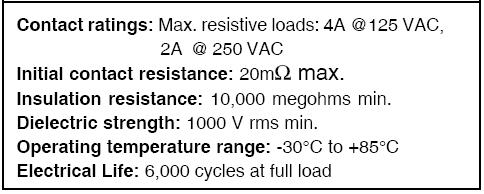 Contact ratings: Max. resistive loads: 4A @125 VAC,
2A @ 250 VAC
Initial contact resistance: 20mΩ max.
Insulation resistance: 10,000 megohms min.
Dielectric strength: 1000 V rms min.
Operating temperature range: -30°C to +85°C
Electrical Life: 6,000 cycles at full load